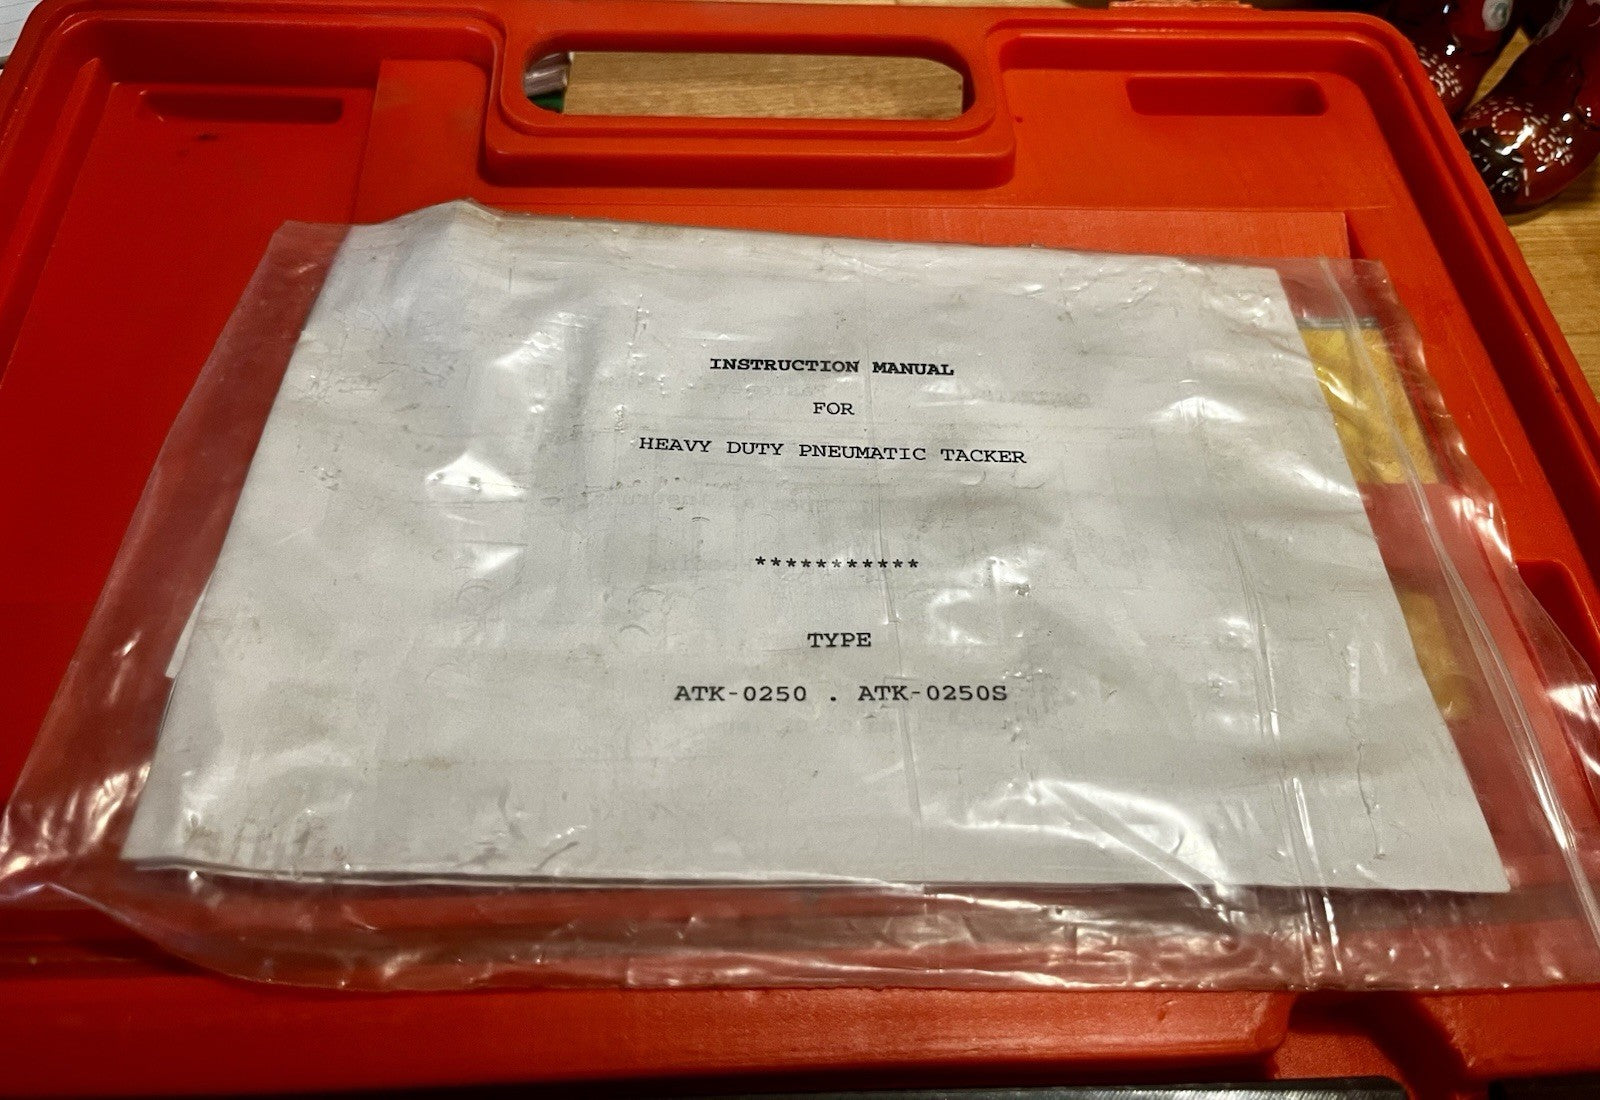 INSTRUCTION MANUAL
FOR
HEAVY DUTY PNEUMATIC TACKER
***********
TYPE
ATK-0250 . ATK-0250S